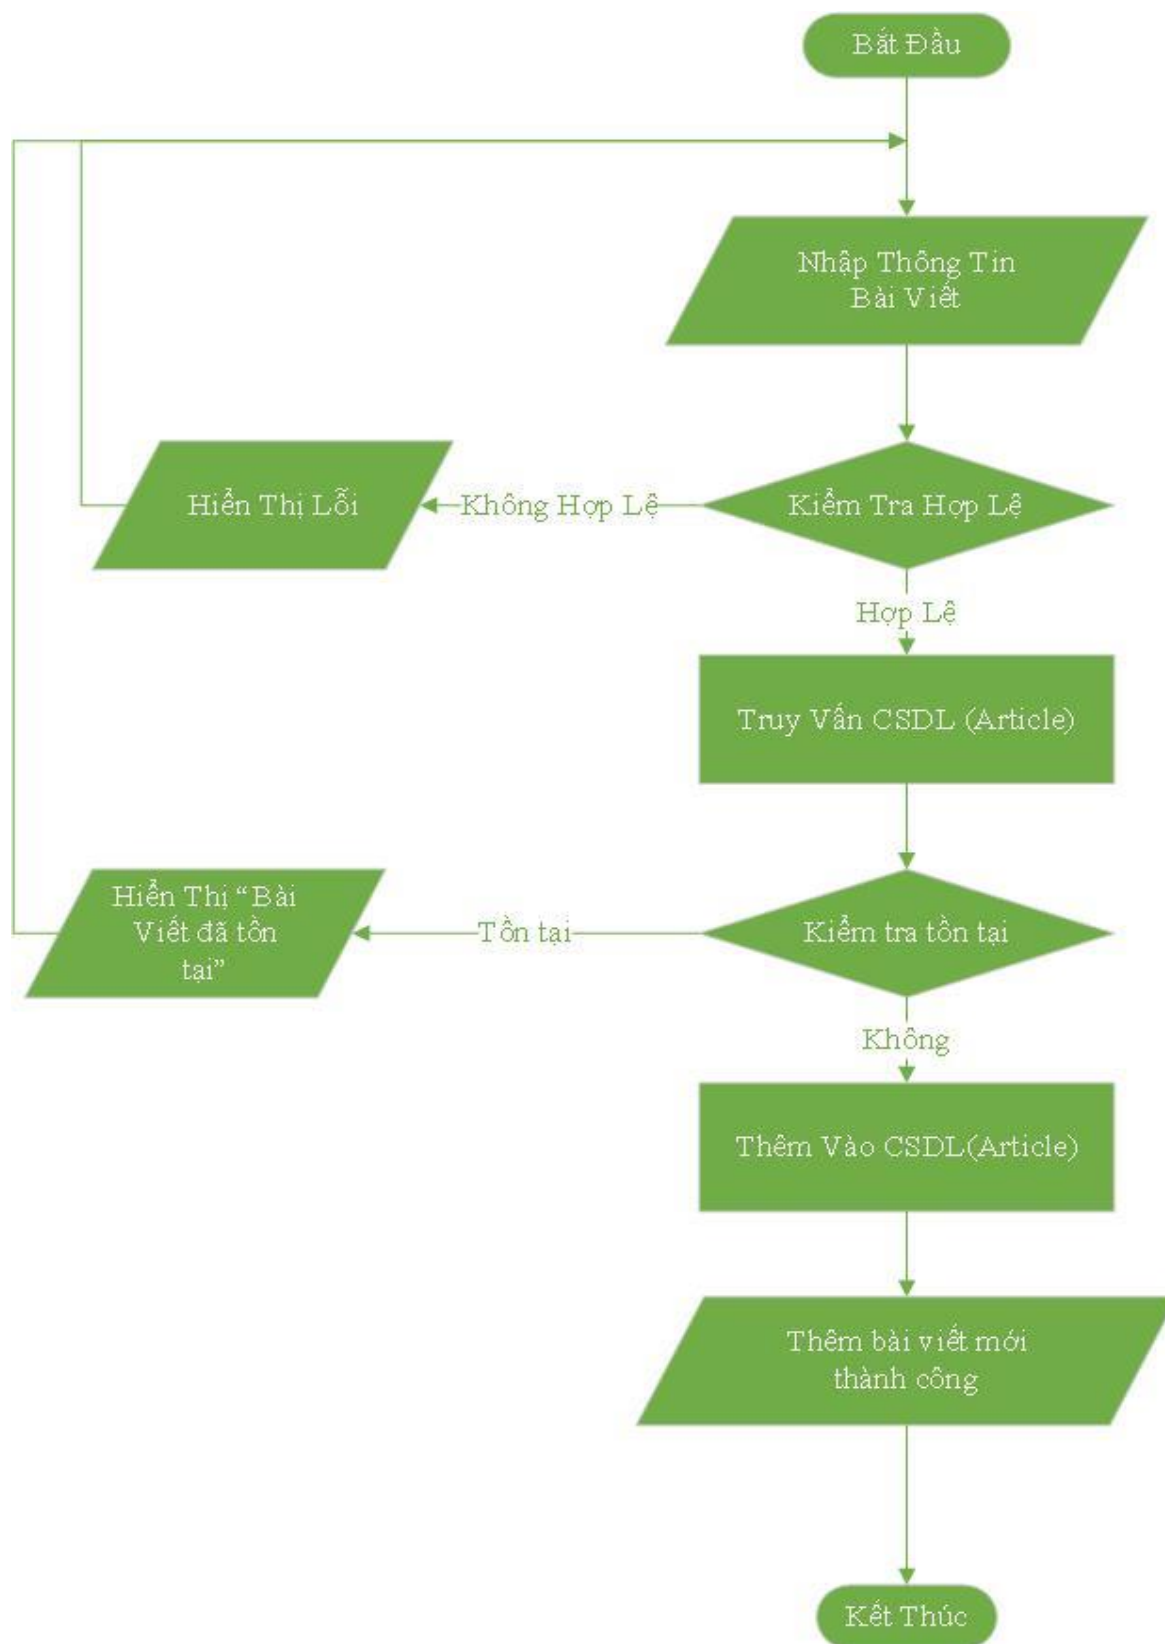 Bắt Đầu
Nhập Thông Tin
Bài Viết
Hiển Thị Lỗi
Không Hợp Lệ
Kiểm Tra Hợp Lệ
Hợp Lệ
Truy Vấn CSDL (Article)
Hiển Thị “Bài
Viết đã tồn
tại”
Tồn tại
Kiểm tra tồn tại
Không
Thêm Vào CSDL(Article)
Thêm bài viết mới
thành công
Kết Thúc